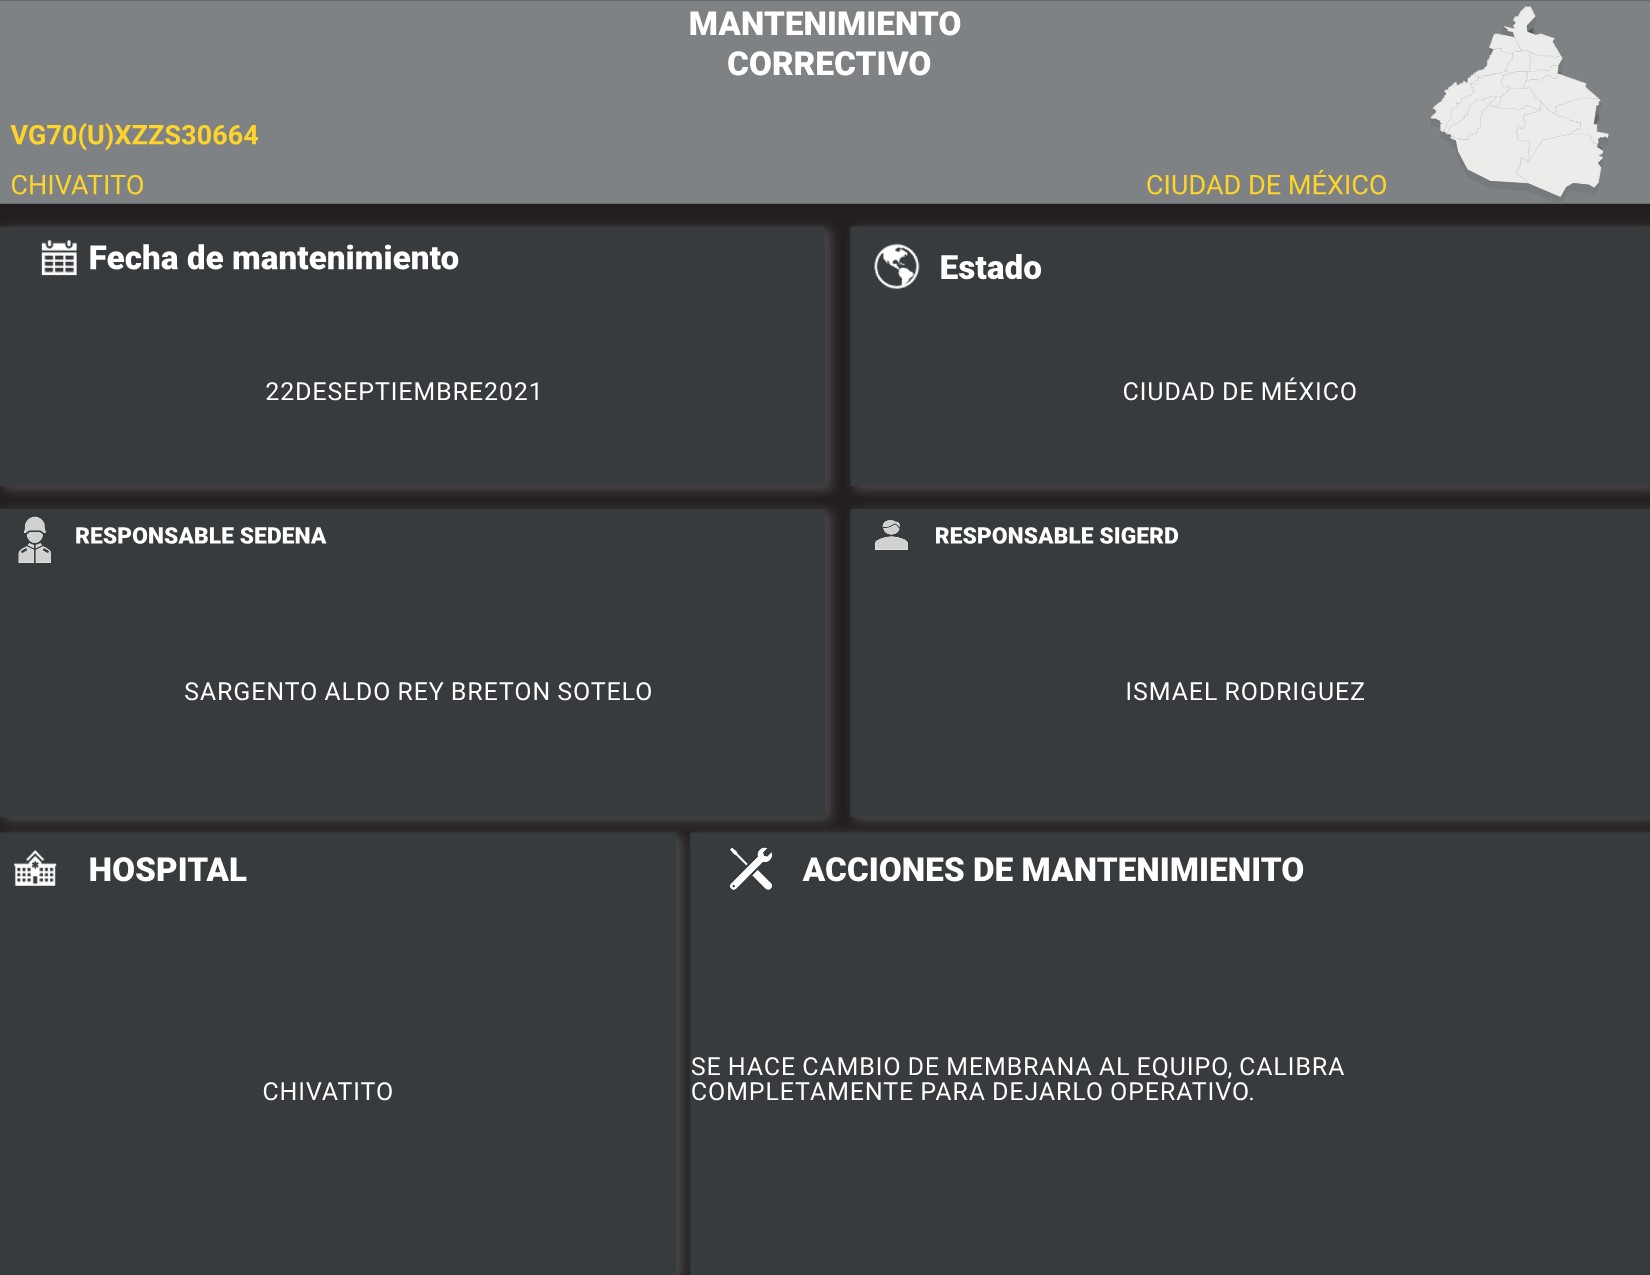 MANTENIMIENTO
CORRECTIVO
VG70(U)XZZS30664
CHIVATITO
CIUDAD DE MÉXICO
Fecha de mantenimiento
22DESEPTIEMBRE2021
Estado
CIUDAD DE MÉXICO
RESPONSABLE SEDENA
SARGENTO ALDO REY BRETON SOTELO
RESPONSABLE SIGERD
ISMAEL RODRIGUEZ
HOSPITAL
CHIVATITO
ACCIONES DE MANTENIMIENITO
SE HACE CAMBIO DE MEMBRANA AL EQUIPO, CALIBRA
COMPLETAMENTE PARA DEJARLO OPERATIVO.